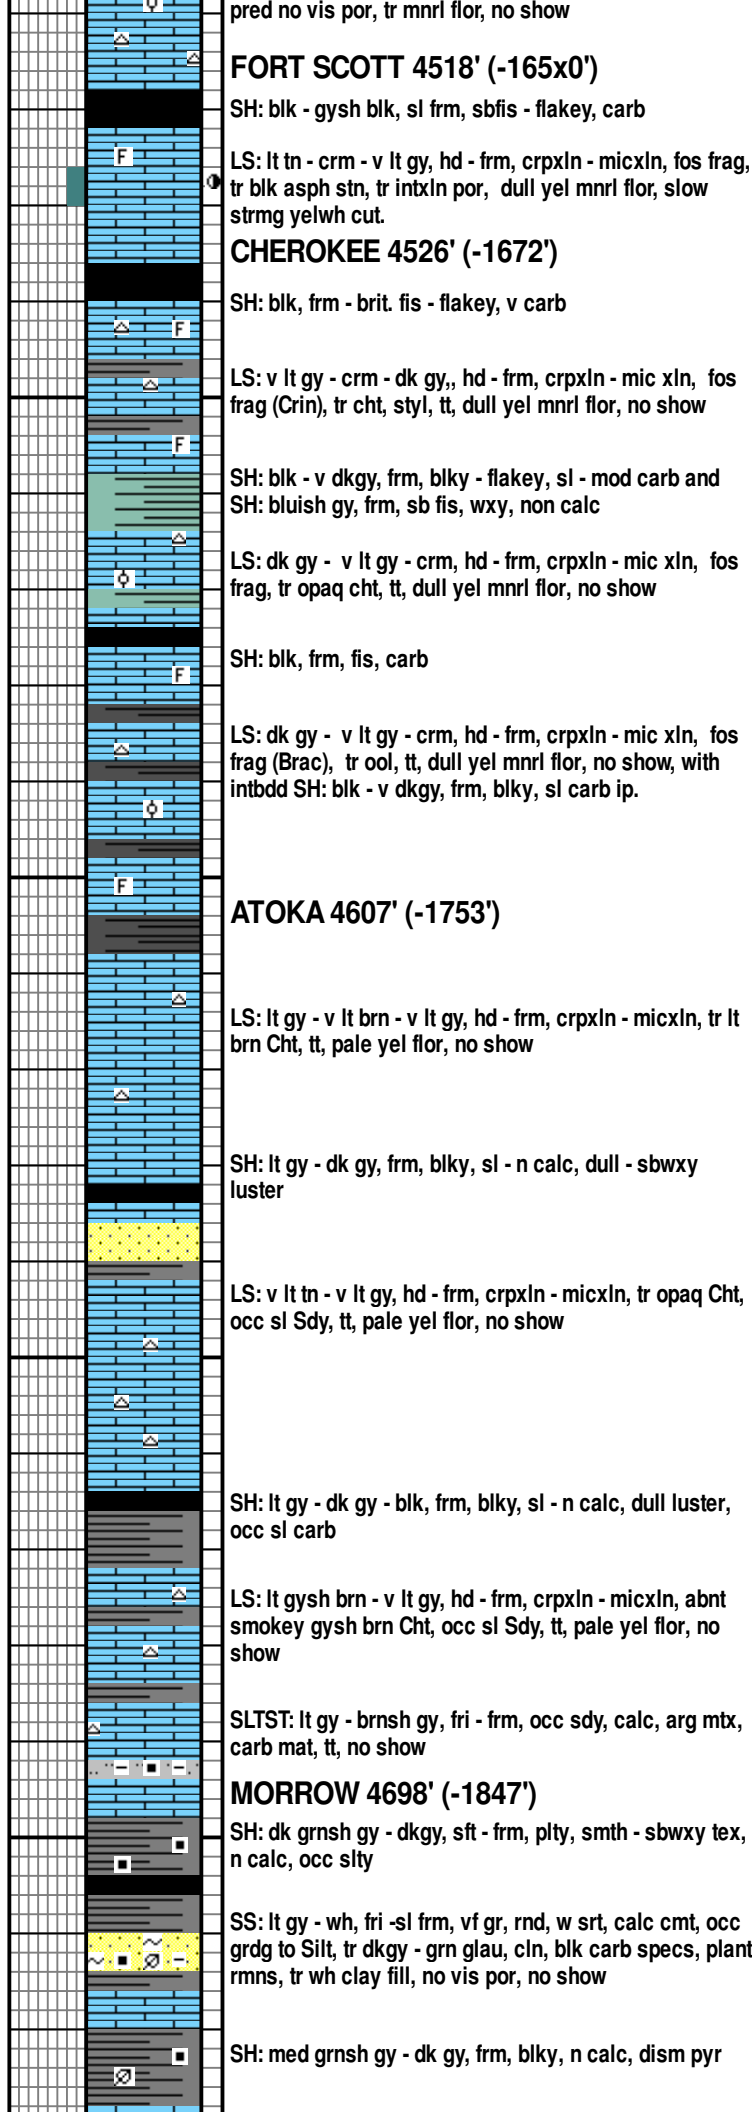 pred no vis por, tr mnrl flor, no show
FORT SCOTT 4518' (-165x0')
SH: blk - gysh blk, sl frm, sbfis - flakey, carb
F
LS: lt tn - crm - v lt gy, hd - frm, crpxln - micxln, fos frag,
tr blk asph stn, tr intxln por, dull yel mnrl flor, slow
strmg yelwh cut.
CHEROKEE 4526' (-1672')
SH: blk, frm - brit. fis - flakey, v carb
F
LS: v lt gy - crm - dk gy,, hd - frm, crpxln - mic xln, fos
frag (Crin), tr cht, styl, tt, dull yel mnrl flor, no show
F
SH: blk - v dkgy, frm, blky - flakey, sl - mod carb and
SH: bluish gy, frm, sb fis, wxy, non calc
LS: dk gy - v lt gy - crm, hd - frm, crpxln - mic xln, fos
frag, tr opaq cht, tt, dull yel mnrl flor, no show
SH: blk, frm, fis, carb
F
LS: dk gy - v lt gy - crm, hd - frm, crpxln - mic xln, fos
frag (Brac), tr ool, tt, dull yel mnrl flor, no show, with
intbdd SH: blk - v dkgy, frm, blky, sl carb ip.
F
ATOKA 4607' (-1753')
LS: lt gy - v lt brn - v lt gy, hd - frm, crpxln - micxln, tr lt
brn Cht, tt, pale yel flor, no show
SH: lt gy - dk gy, frm, blky, sl - n calc, dull - sbwxy
luster
LS: v lt tn - v lt gy, hd - frm, crpxln - micxln, tr opaq Cht,
occ sl Sdy, tt, pale yel flor, no show
SH: lt gy - dk gy - blk, frm, blky, sl - n calc, dull luster,
occ sl carb
LS: lt gysh brn - v lt gy, hd - frm, crpxln - micxln, abnt
smokey gysh brn Cht, occ sl Sdy, tt, pale yel flor, no
show
SLTST: lt gy - brnsh gy, fri - frm, occ sdy, calc, arg mtx,
carb mat, tt, no show
MORROW 4698' (-1847')
SH: dk grnsh gy - dkgy, sft - frm, plty, smth - sbwxy tex,
n calc, occ slty
SS: lt gy - wh, fri -sl frm, vf gr, rnd, w srt, calc cmt, occ
grdg to Silt, tr dkgy - grn glau, cln, blk carb specs, plant
rmns, tr wh clay fill, no vis por, no show
SH: med grnsh gy - dk gy, frm, blky, n calc, dism pyr